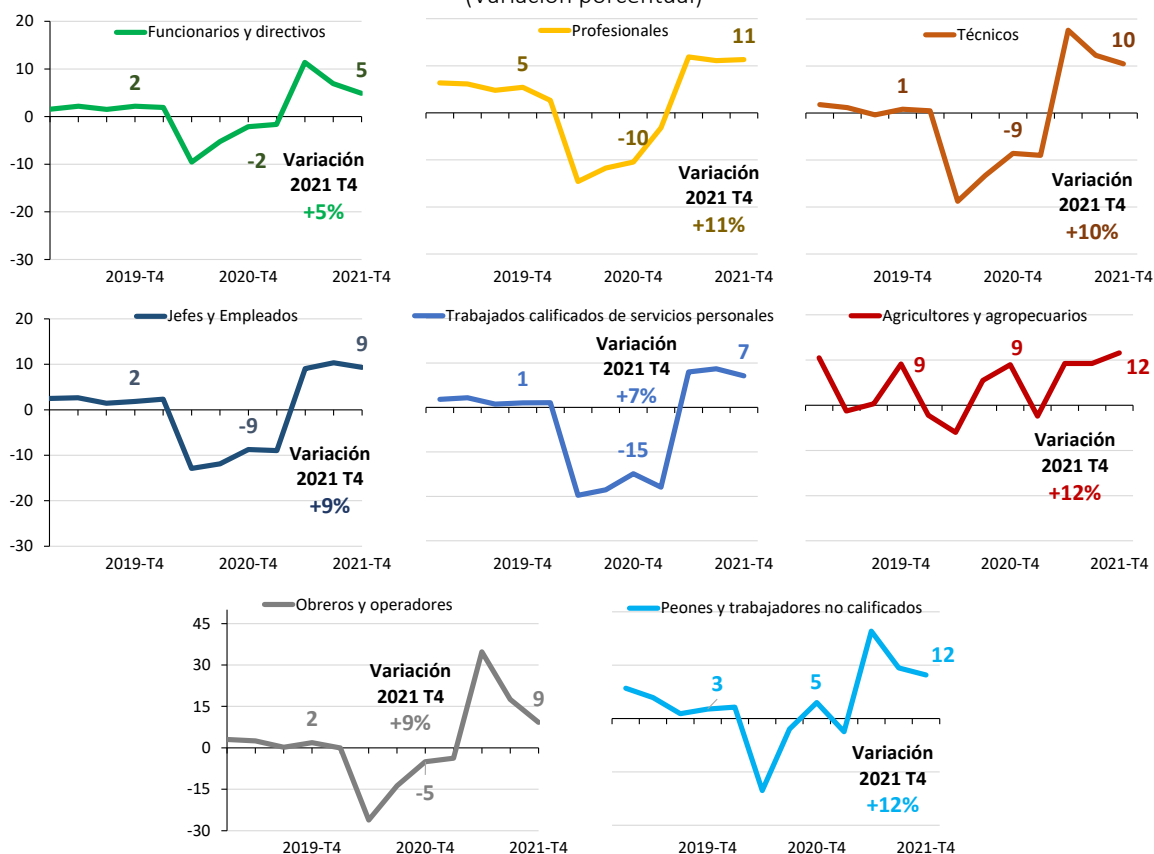 (Variación porcentual)
Funcionarios y directivos
20
10
0
-10
-20
-30
2
-2
5
Variación
2021 T4
+5%
2019-T4
2020-T4
2021-T4
Profesionales
5
-10
11
Variación
2021 T4
+11%
2019-T4
2020-T4
2021-T4
Técnicos
1
-9
10
Variación
2021 T4
+10%
2019-T4
2020-T4
2021-T4
Jefes y Empleados
20
10
0
-10
-20
-30
2
-9
9
Variación
2021 T4
+9%
2019-T4
2020-T4
2021-T4
Trabajados calificados de servicios personales
Variación
2021 T4
+7%
1
-15
7
2019-T4
2020-T4
2021-T4
Agricultores y agropecuarios
9
9
12
Variación
2021 T4
+12%
2019-T4
2020-T4
2021-T4
Obreros y operadores
45
30
15
0
-15
-30
Variación
2021 T4
+9%
2
-5
9
2019-T4
2020-T4
2021-T4
Peones y trabajadores no calificados
3
5
12
Variación
2021 T4
+12%
2019-T4
2020-T4
2021-T4